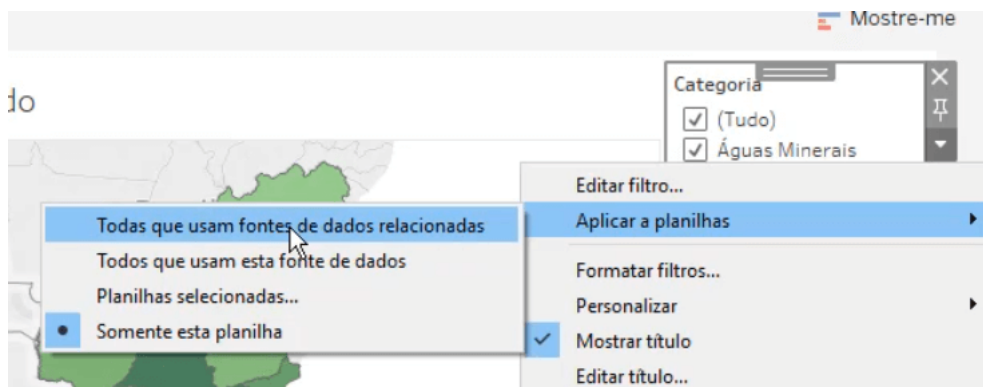 Mostre-me
do
Categoria
(Tudo)
Águas Minerais
Editar filtro...
Aplicar a planilhas
Formatar filtros...
Personalizar
Mostrar título
Editar título...
Todas que usam fontes de dados relacionadas
Todos que usam esta fonte de dados
Planilhas selecionadas...
Somente esta planilha